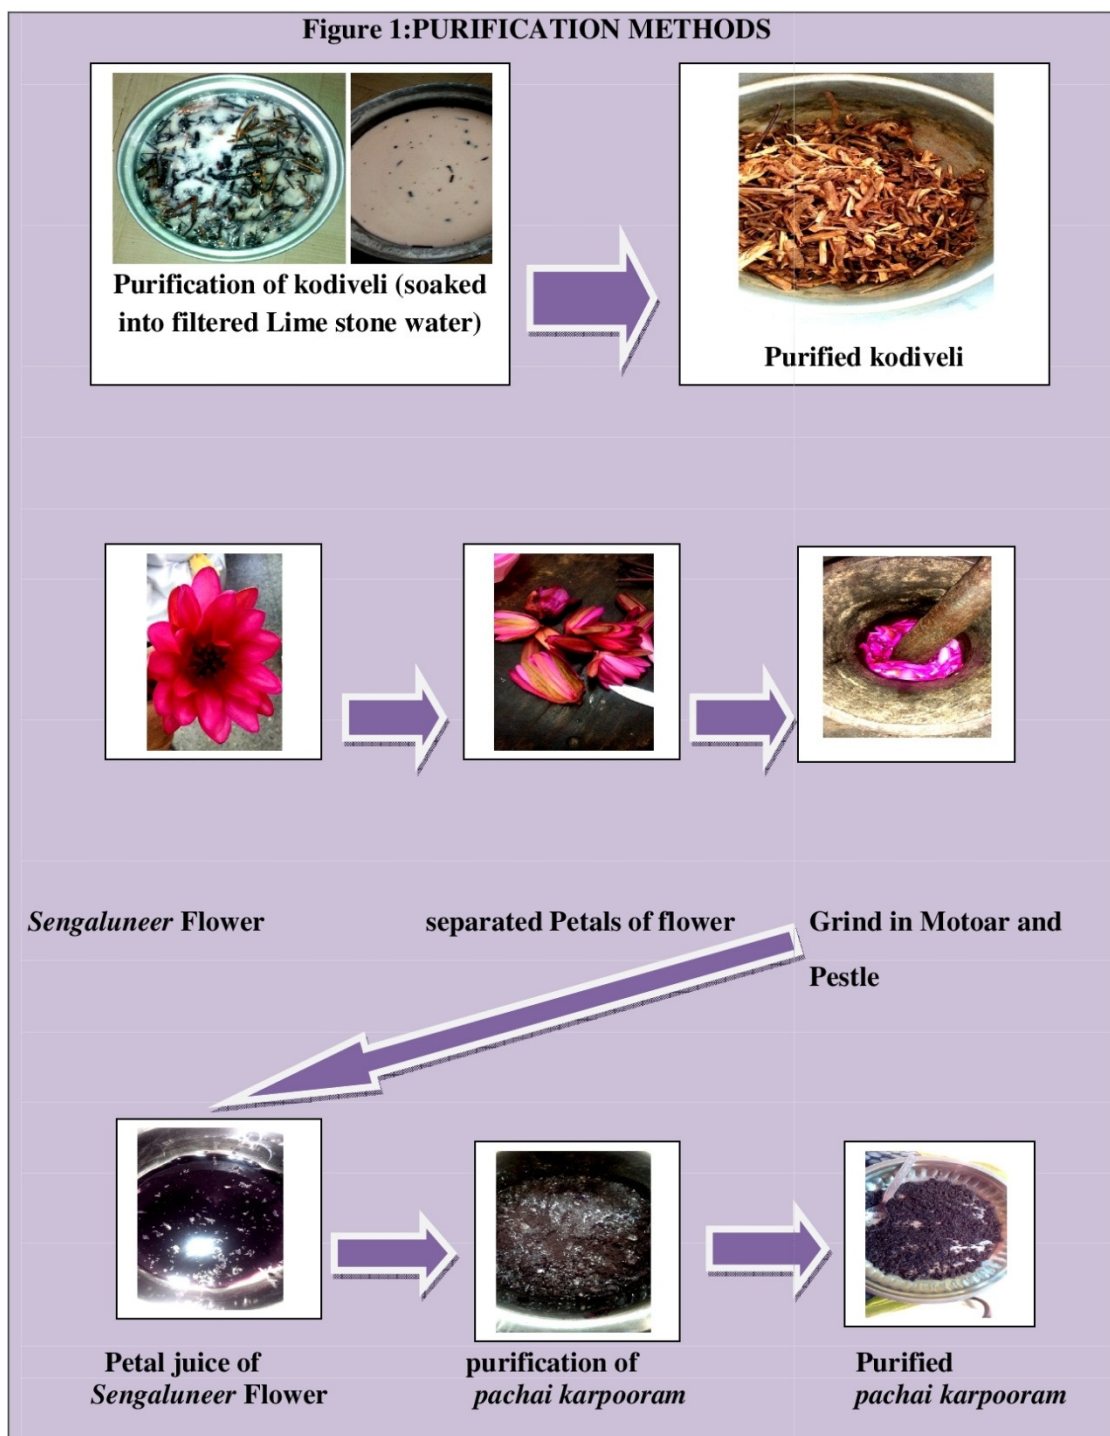 Figure 1:PURIFICATION METHODS
Purification of kodiveli (soaked
into filtered Lime stone water)
Purified kodiveli
Sengaluneer Flower
separated Petals of flower
Grind in Motoar and
Pestle
Petal juice of
Sengaluneer Flower
purification of
pachai karpooram
Purified
pachai karpooram